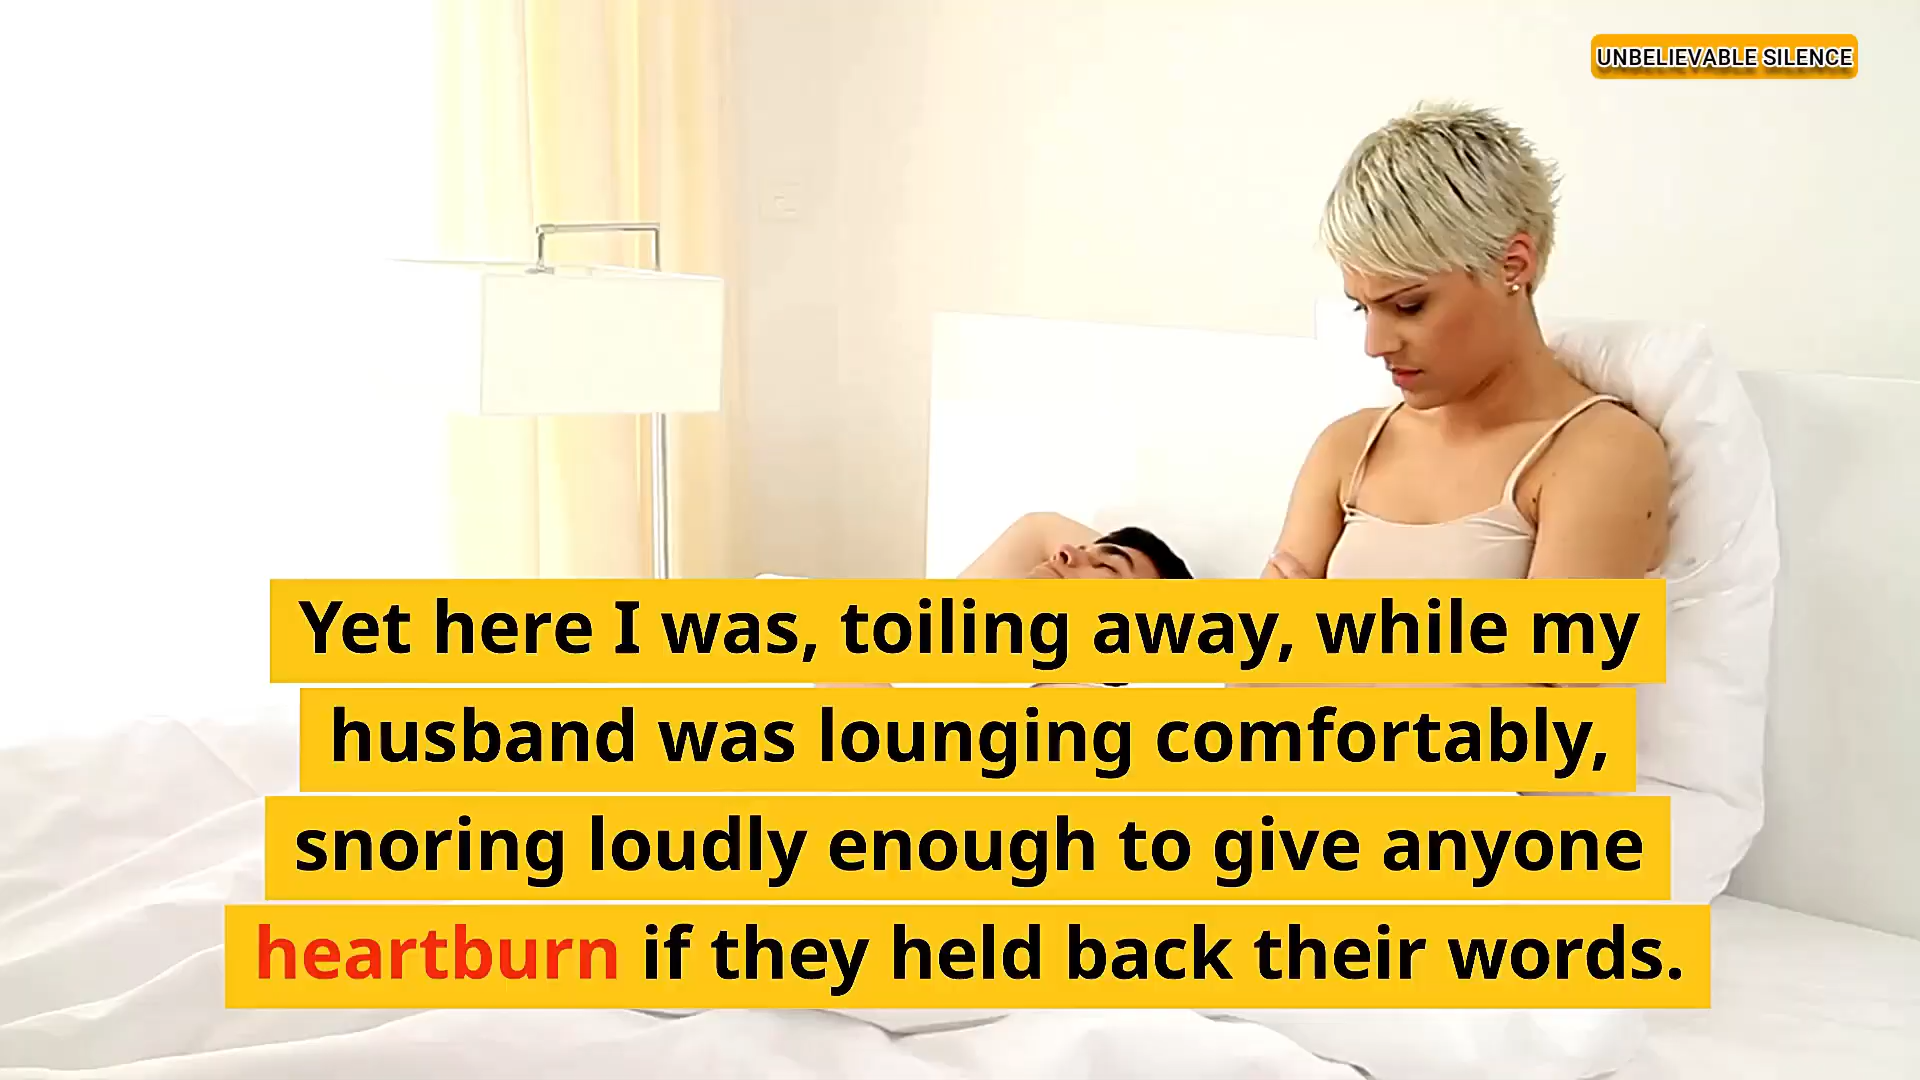 UNBELIEVABLE SILENCE
Yet here I was, toiling away, while my
husband was lounging comfortably,
snoring loudly enough to give anyone
heartburn if they held back their words.